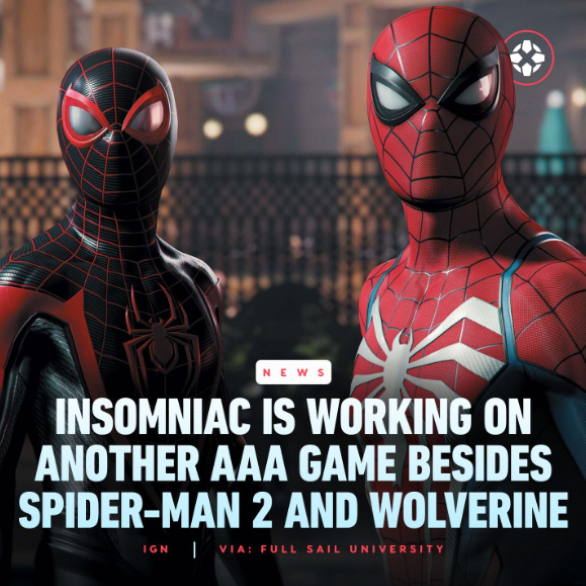 NEWS
INSOMNIAC IS WORKING ON
ANOTHER AAA GAME BESIDES
SPIDER-MAN 2 AND WOLVERINE
IGN | VIA: FULL SAIL UNIVERSITY